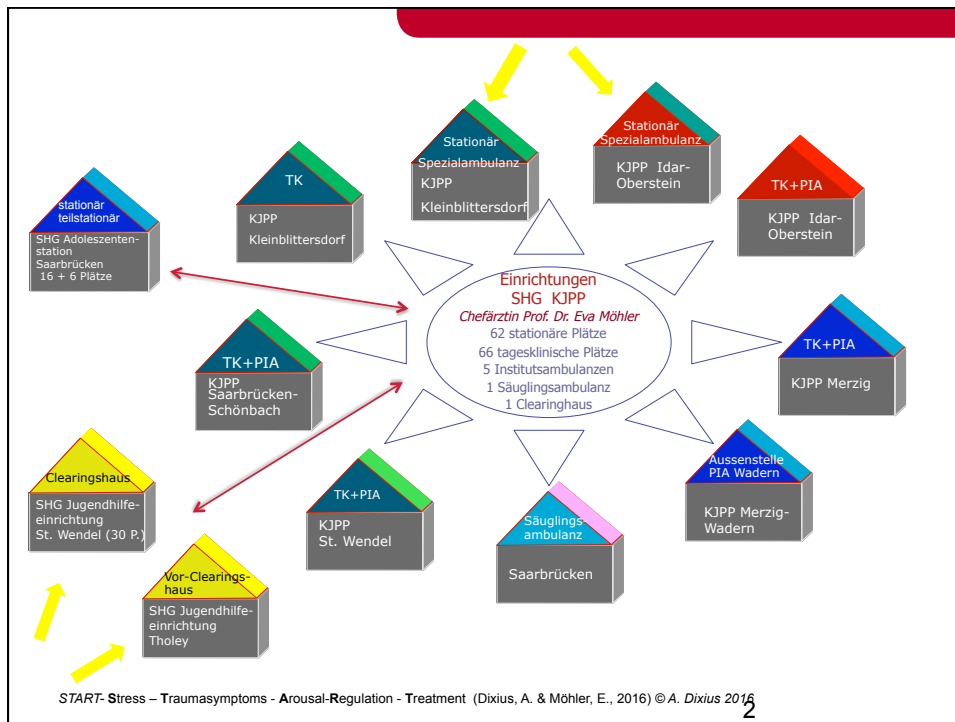 Stationär
Spezialambulanz
KJPP
Kleinblittersdorf
Stationär
Spezialambulanz
KJPP Idar-
Oberstein
TK
KJPP
Kleinblittersdorf
TK+PIA
KJPP Idar-
Oberstein
stationär
teilstationär
SHG Adoleszenten-
station
Saarbrücken
16 + 6 Plätze
Einrichtungen
SHG KJPP
Chefärztin Prof. Dr. Eva Möhler
62 stationäre Plätze
66 tagesklinische Plätze
5 Institutsambulanzen
1 Säuglingsambulanz
1 Clearinghaus
TK+PIA
KJPP
Saarbrücken-
Schönbach
TK+PIA
KJPP Merzig
Clearingshaus
SHG Jugendhilfe-
einrichtung
St. Wendel (30 P.)
TK+PIA
KJPP
St. Wendel
Säuglings-
ambulanz
Saarbrücken
Aussenstelle
PIA Wadern
KJPP Merzig-
Wadern
Vor-Clearings-
haus
SHG Jugendhilfe-
einrichtung
Tholey
START- Stress – Traumasymptoms - Arousal-Regulation - Treatment (Dixius, A. & Möhler, E., 2016) © A. Dixius 2016
2